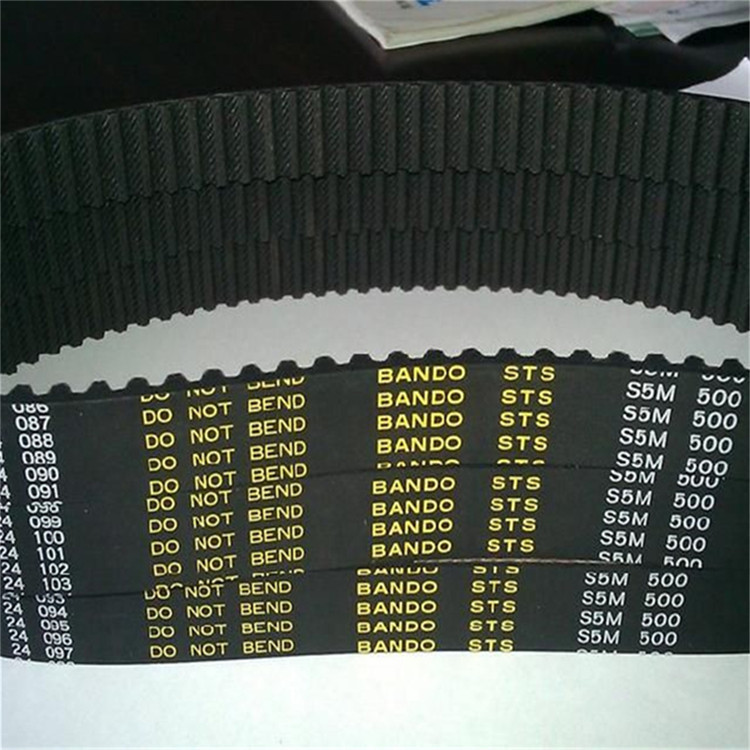 086 DO NOT BEND BANDO STS S5M 500
087 DO NOT BEND BANDO STS S5M 500
088 DO NOT BEND BANDO STS S5M 500
089 DO NOT BEND BANDO STS S5M 500
4 090 DO NOT BEND BANDO STS S5M 500
4 091
DO NOT BEND BANDO STS S5M 500
24 099 DO NOT BEND BANDO STS S5M 500
24 100 DO NOT BEND BANDO STS S5M 500
24 101 DO NOT BEND BANDO STS S5M 500
24 102
24 103
24 093 DO NOT BEND BANDO STS S5M 500
24 094 DO NOT BEND BANDO STS S5M 500
24 095 DO NOT BEND BANDO STS S5M 500
24 096 DO NOT BEND BANDO STS S5M 500
24 097